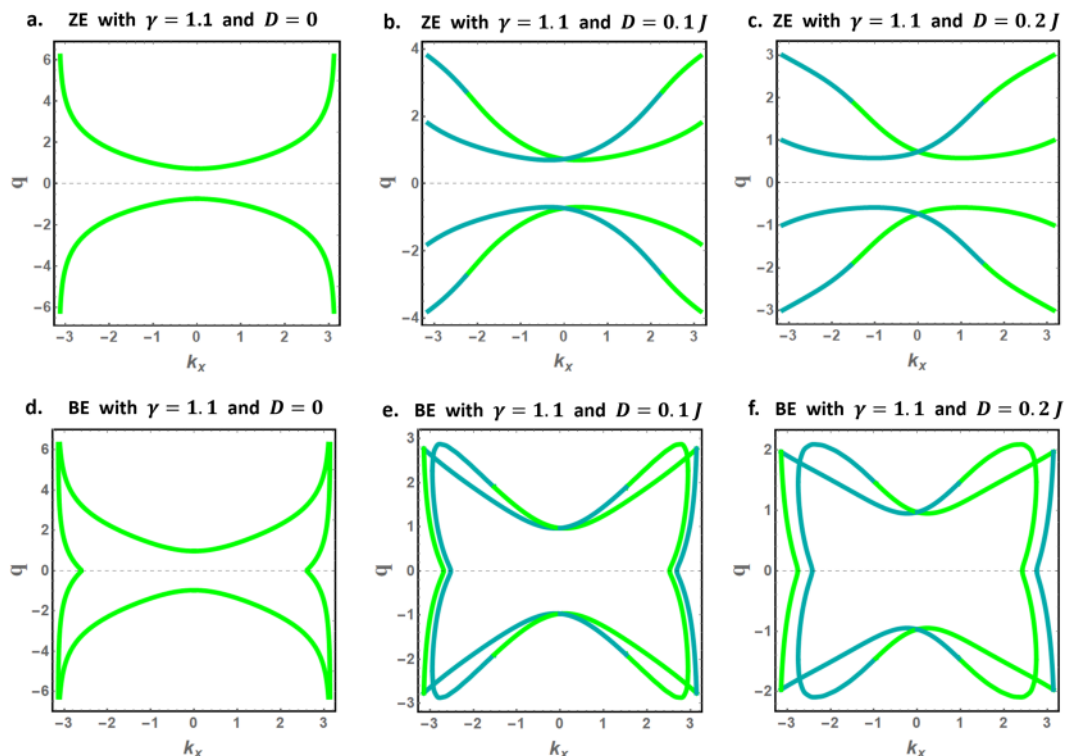 a. ZE with γ = 1.1 and D = 0
b. ZE with γ = 1.1 and D = 0.1 J
c. ZE with γ = 1.1 and D = 0.2 J
6
4
2
0
−2
−4
−6
q
−3 −2 −1 0 1 2 3
kx
4
2
0
−2
−4
q
−3 −2 −1 0 1 2 3
kx
3
2
1
0
−1
−2
−3
q
−3 −2 −1 0 1 2 3
kx
d. BE with γ = 1.1 and D = 0
e. BE with γ = 1.1 and D = 0.1 J
f. BE with γ = 1.1 and D = 0.2 J
6
4
2
0
−2
−4
−6
q
−3 −2 −1 0 1 2 3
kx
3
2
1
0
−1
−2
−3
q
−3 −2 −1 0 1 2 3
kx
2
1
0
−1
−2
q
−3 −2 −1 0 1 2 3
kx